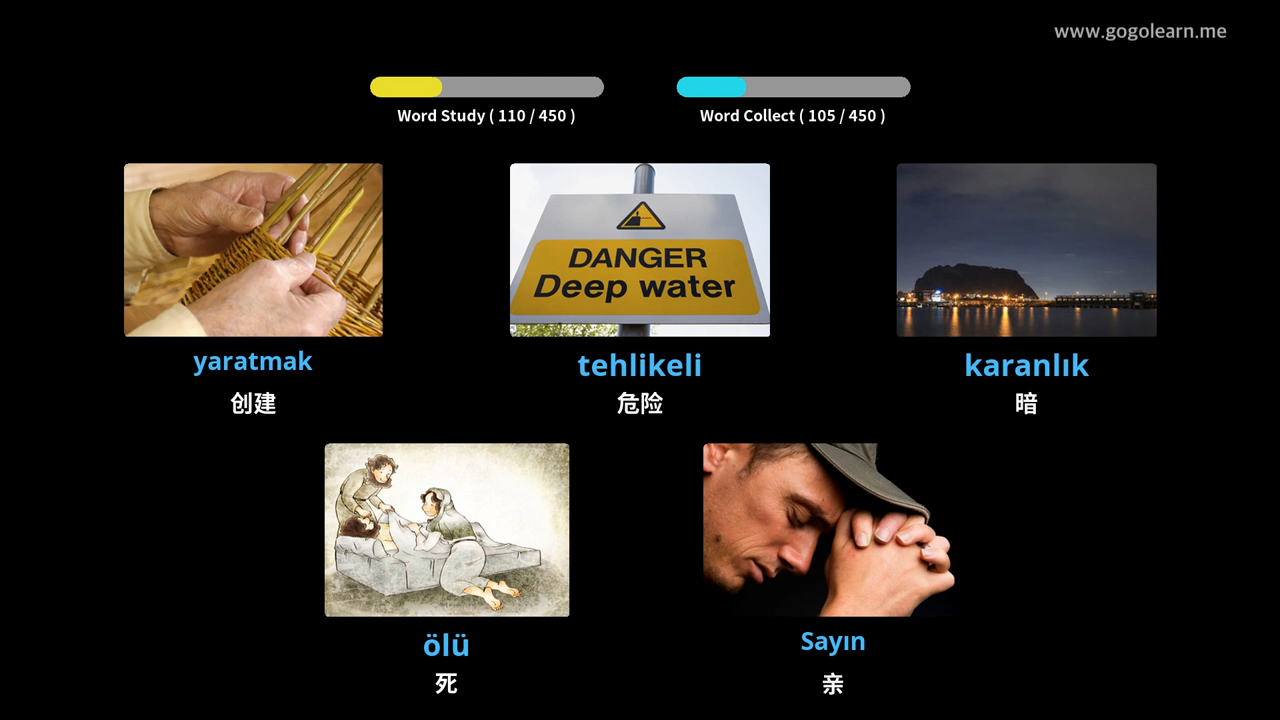 www.gogolearn.me
Word Study ( 110 / 450 )
Word Collect ( 105 / 450 )
DANGER
Deep water
yaratmak
tehlikeli
karanlık
创建
危险
暗
ölü
Sayın
死
亲